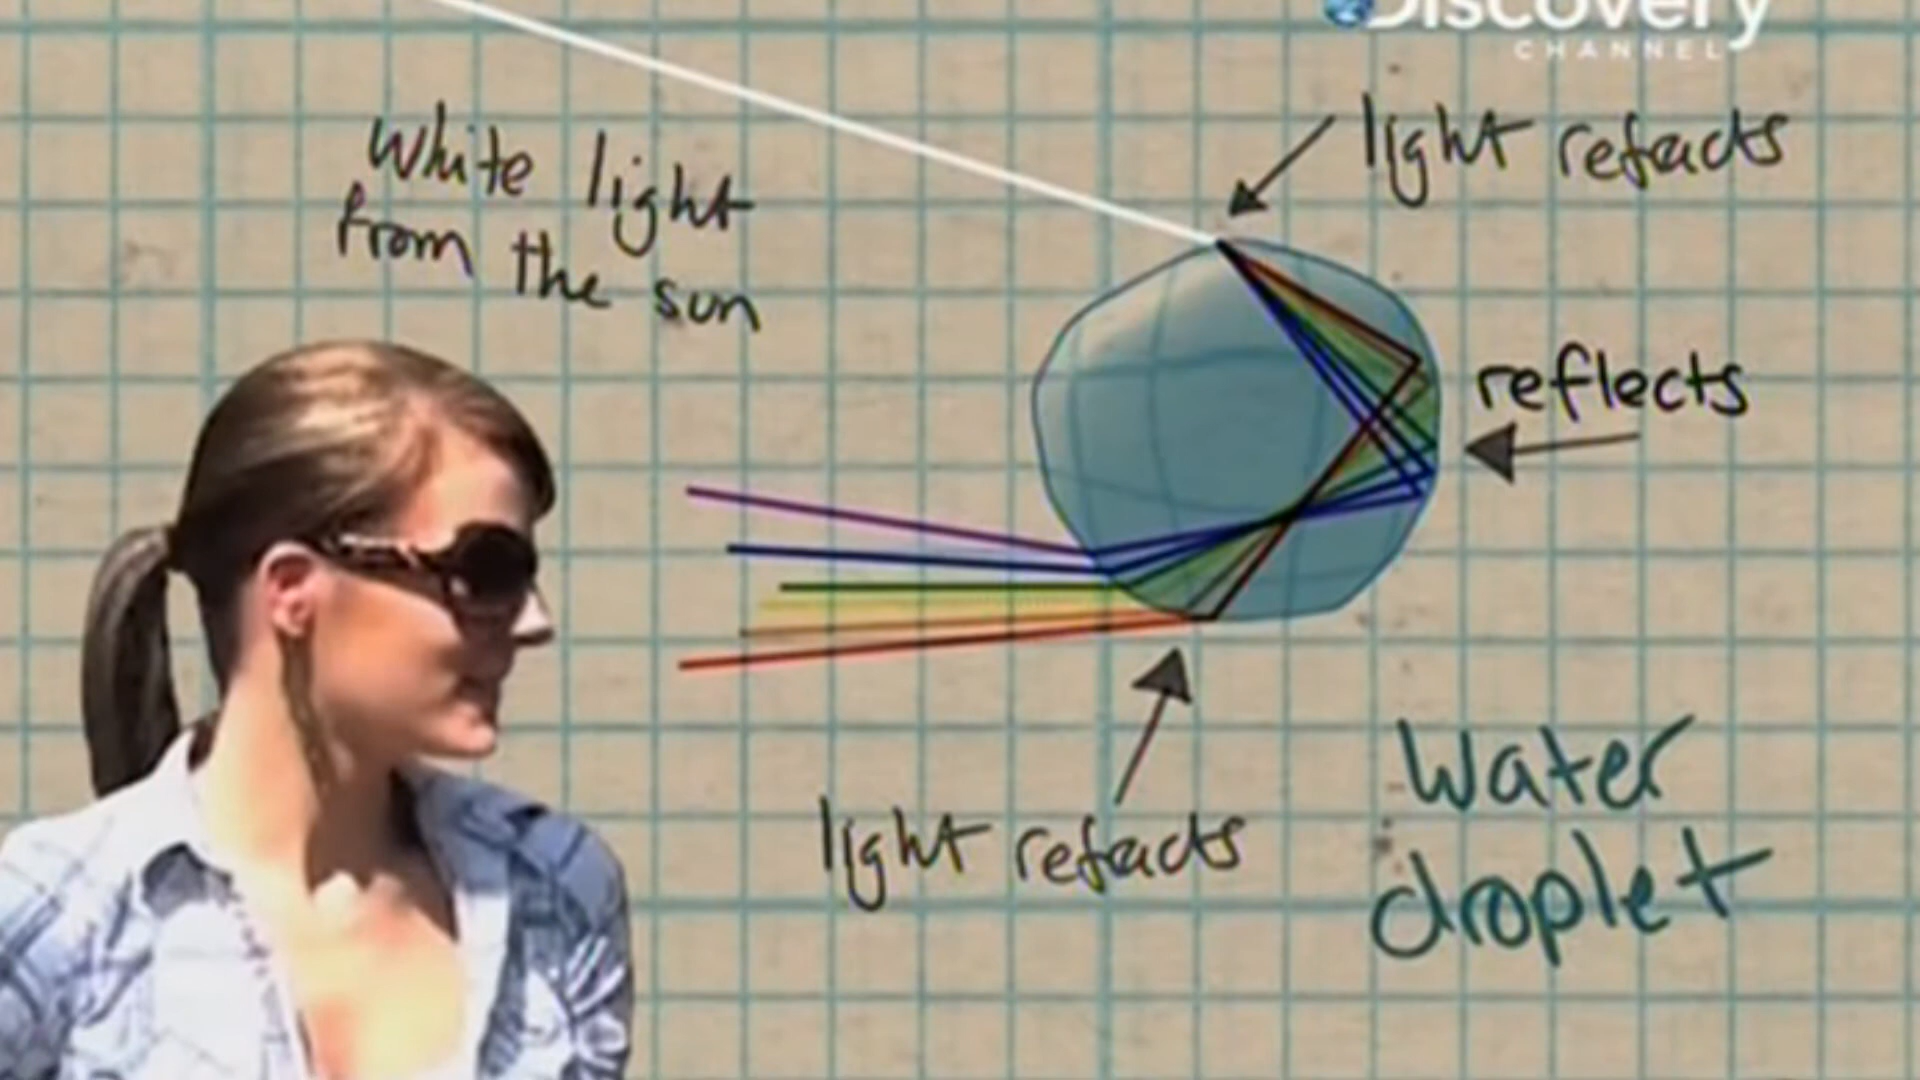 Discovery
CHANNEL
light refacts
White light
from the sun
reflects
Water
droplet
light refacts